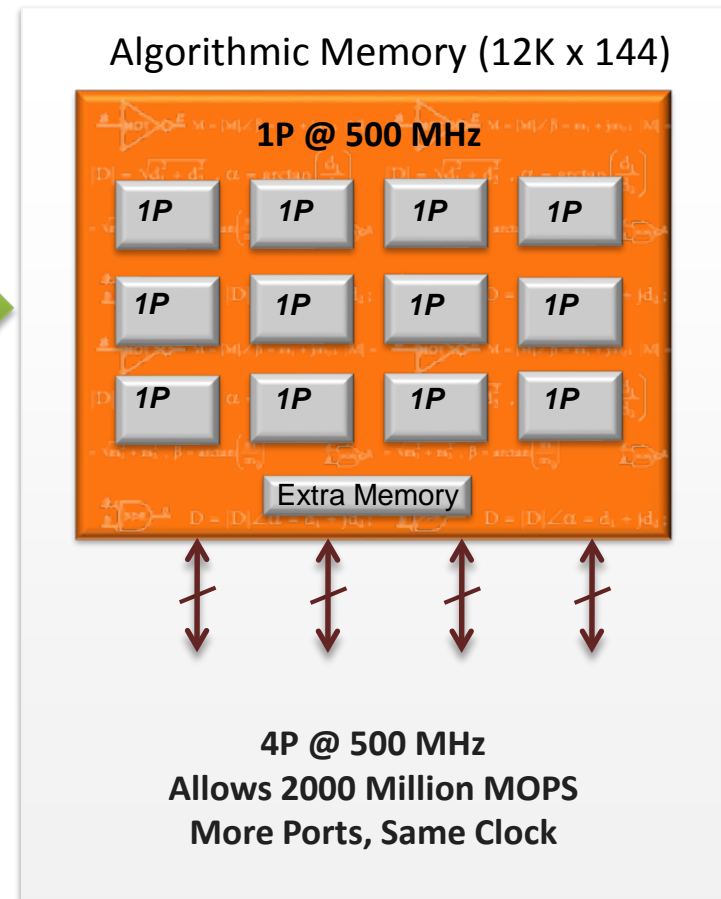 Algorithmic Memory (12K x 144)
1P @ 500 MHz
1P 1P 1P 1P
1P 1P 1P 1P
1P 1P 1P 1P
Extra Memory
4P @ 500 MHz
Allows 2000 Million MOPS
More Ports, Same Clock